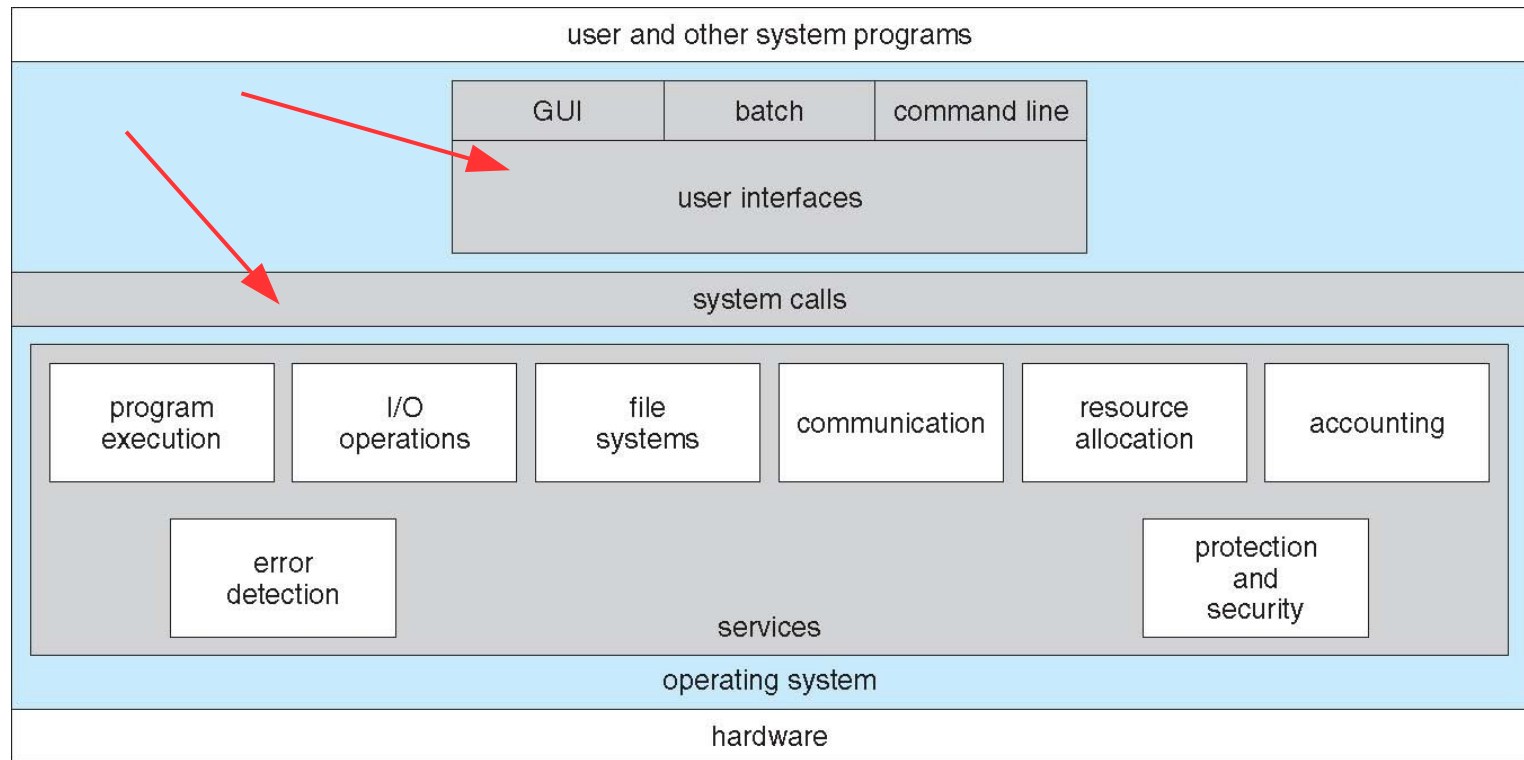 user and other system programs
GUI
batch
command line
user interfaces
system calls
program
execution
I/O
operations
file
systems
communication
resource
allocation
accounting
error
detection
protection
and
security
services
operating system
hardware